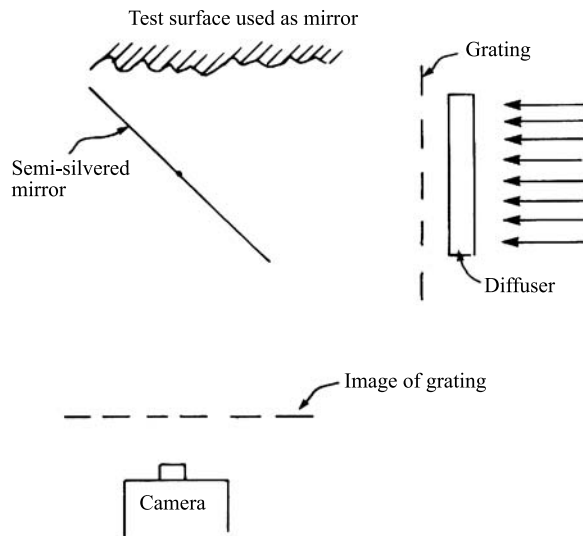 Test surface used as mirror
Grating
Semi-silvered
mirror
Diffuser
Image of grating
Camera